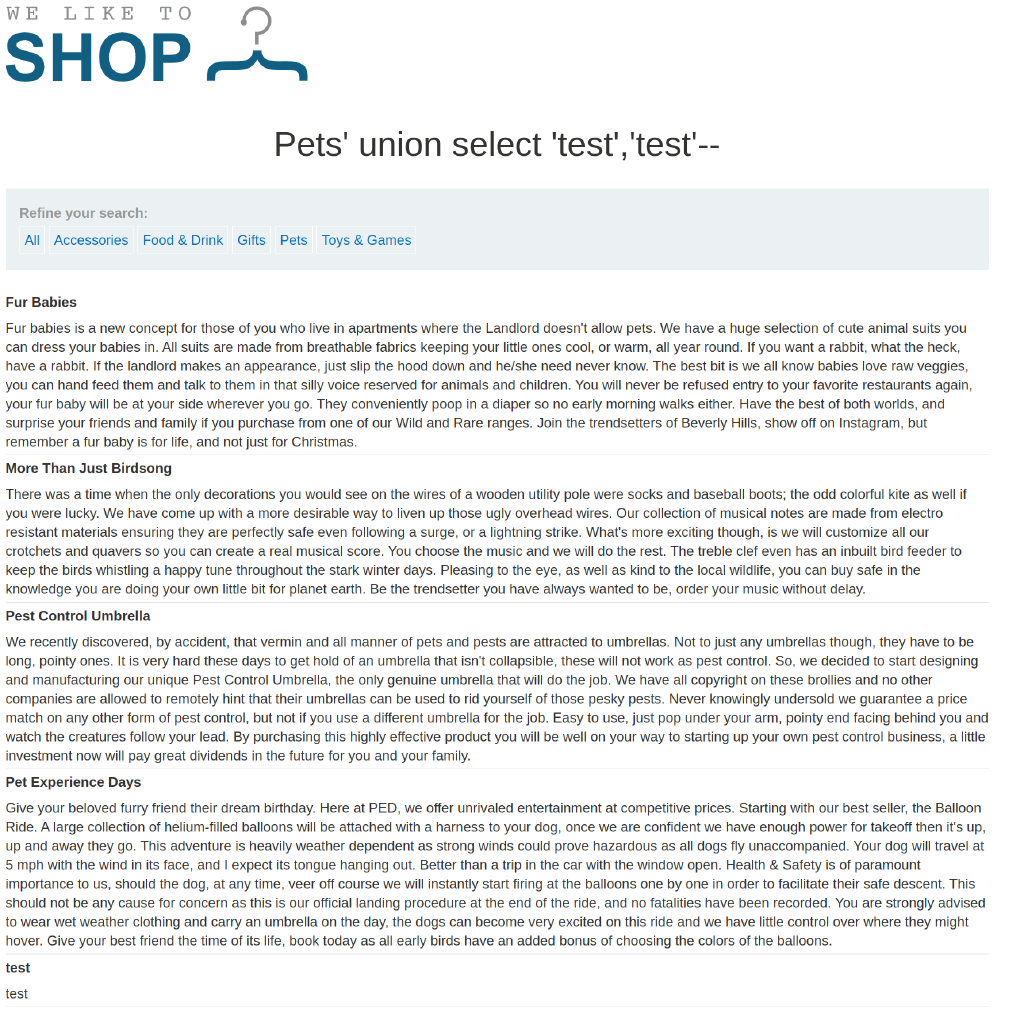 WE LIKE TO
SHOP
Pets' union select 'test','test'--
Refine your search:
All Accessories Food & Drink Gifts Pets Toys & Games
Fur Babies
Fur babies is a new concept for those of you who live in apartments where the Landlord doesn't allow pets. We have a huge selection of cute animal suits you
can dress your babies in. All suits are made from breathable fabrics keeping your little ones cool, or warm, all year round. If you want a rabbit, what the heck,
have a rabbit. If the landlord makes an appearance, just slip the hood down and he/she need never know. The best bit is we all know babies love raw veggies,
you can hand feed them and talk to them in that silly voice reserved for animals and children. You will never be refused entry to your favorite restaurants again,
your fur baby will be at your side wherever you go. They conveniently poop in a diaper so no early morning walks either. Have the best of both worlds, and
surprise your friends and family if you purchase from one of our Wild and Rare ranges. Join the trendsetters of Beverly Hills, show off on Instagram, but
remember a fur baby is for life, and not just for Christmas.
More Than Just Birdsong
There was a time when the only decorations you would see on the wires of a wooden utility pole were socks and baseball boots; the odd colorful kite as well if
you were lucky. We have come up with a more desirable way to liven up those ugly overhead wires. Our collection of musical notes are made from electro
resistant materials ensuring they are perfectly safe even following a surge, or a lightning strike. What's more exciting though, is we will customize all our
crotchets and quavers so you can create a real musical score. You choose the music and we will do the rest. The treble clef even has an inbuilt bird feeder to
keep the birds whistling a happy tune throughout the stark winter days. Pleasing to the eye, as well as kind to the local wildlife, you can buy safe in the
knowledge you are doing your own little bit for planet earth. Be the trendsetter you have always wanted to be, order your music without delay.
Pest Control Umbrella
We recently discovered, by accident, that vermin and all manner of pets and pests are attracted to umbrellas. Not to just any umbrellas though, they have to be
long, pointy ones. It is very hard these days to get hold of an umbrella that isn't collapsible, these will not work as pest control. So, we decided to start designing
and manufacturing our unique Pest Control Umbrella, the only genuine umbrella that will do the job. We have all copyright on these brollies and no other
companies are allowed to remotely hint that their umbrellas can be used to rid yourself of those pesky pests. Never knowingly undersold we guarantee a price
match on any other form of pest control, but not if you use a different umbrella for the job. Easy to use, just pop under your arm, pointy end facing behind you and
watch the creatures follow your lead. By purchasing this highly effective product you will be well on your way to starting up your own pest control business, a little
investment now will pay great dividends in the future for you and your family.
Pet Experience Days
Give your beloved furry friend their dream birthday. Here at PED, we offer unrivaled entertainment at competitive prices. Starting with our best seller, the Balloon
Ride. A large collection of helium-filled balloons will be attached with a harness to your dog, once we are confident we have enough power for takeoff then it's up,
up and away they go. This adventure is heavily weather dependent as strong winds could prove hazardous as all dogs fly unaccompanied. Your dog will travel at
5 mph with the wind in its face, and I expect its tongue hanging out. Better than a trip in the car with the window open. Health & Safety is of paramount
importance to us, should the dog, at any time, veer off course we will instantly start firing at the balloons one by one in order to facilitate their safe descent. This
should not be any cause for concern as this is our official landing procedure at the end of the ride, and no fatalities have been recorded. You are strongly advised
to wear wet weather clothing and carry an umbrella on the day, the dogs can become very excited on this ride and we have little control over where they might
hover. Give your best friend the time of its life, book today as all early birds have an added bonus of choosing the colors of the balloons.
test
test